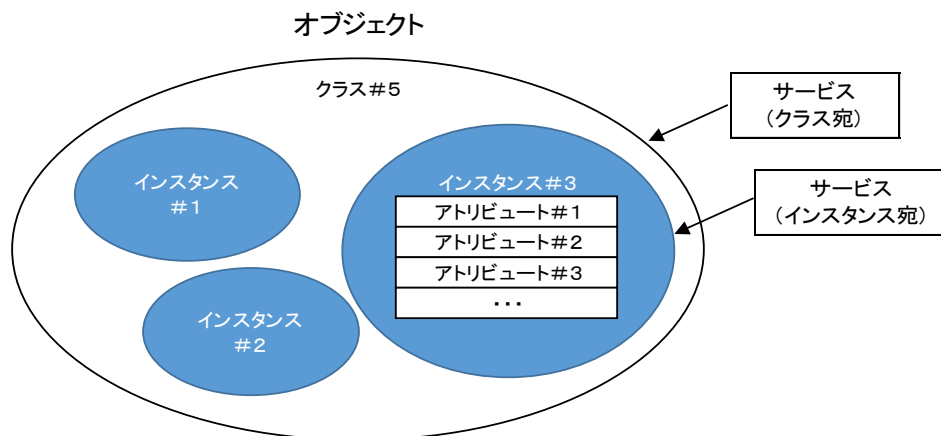 オブジェクト
クラス＃５
サービス
（クラス宛）
インスタンス
＃１
インスタンス＃３
サービス
（インスタンス宛）
アトリビュート＃１
アトリビュート＃２
アトリビュート＃３
・・・
インスタンス
＃２